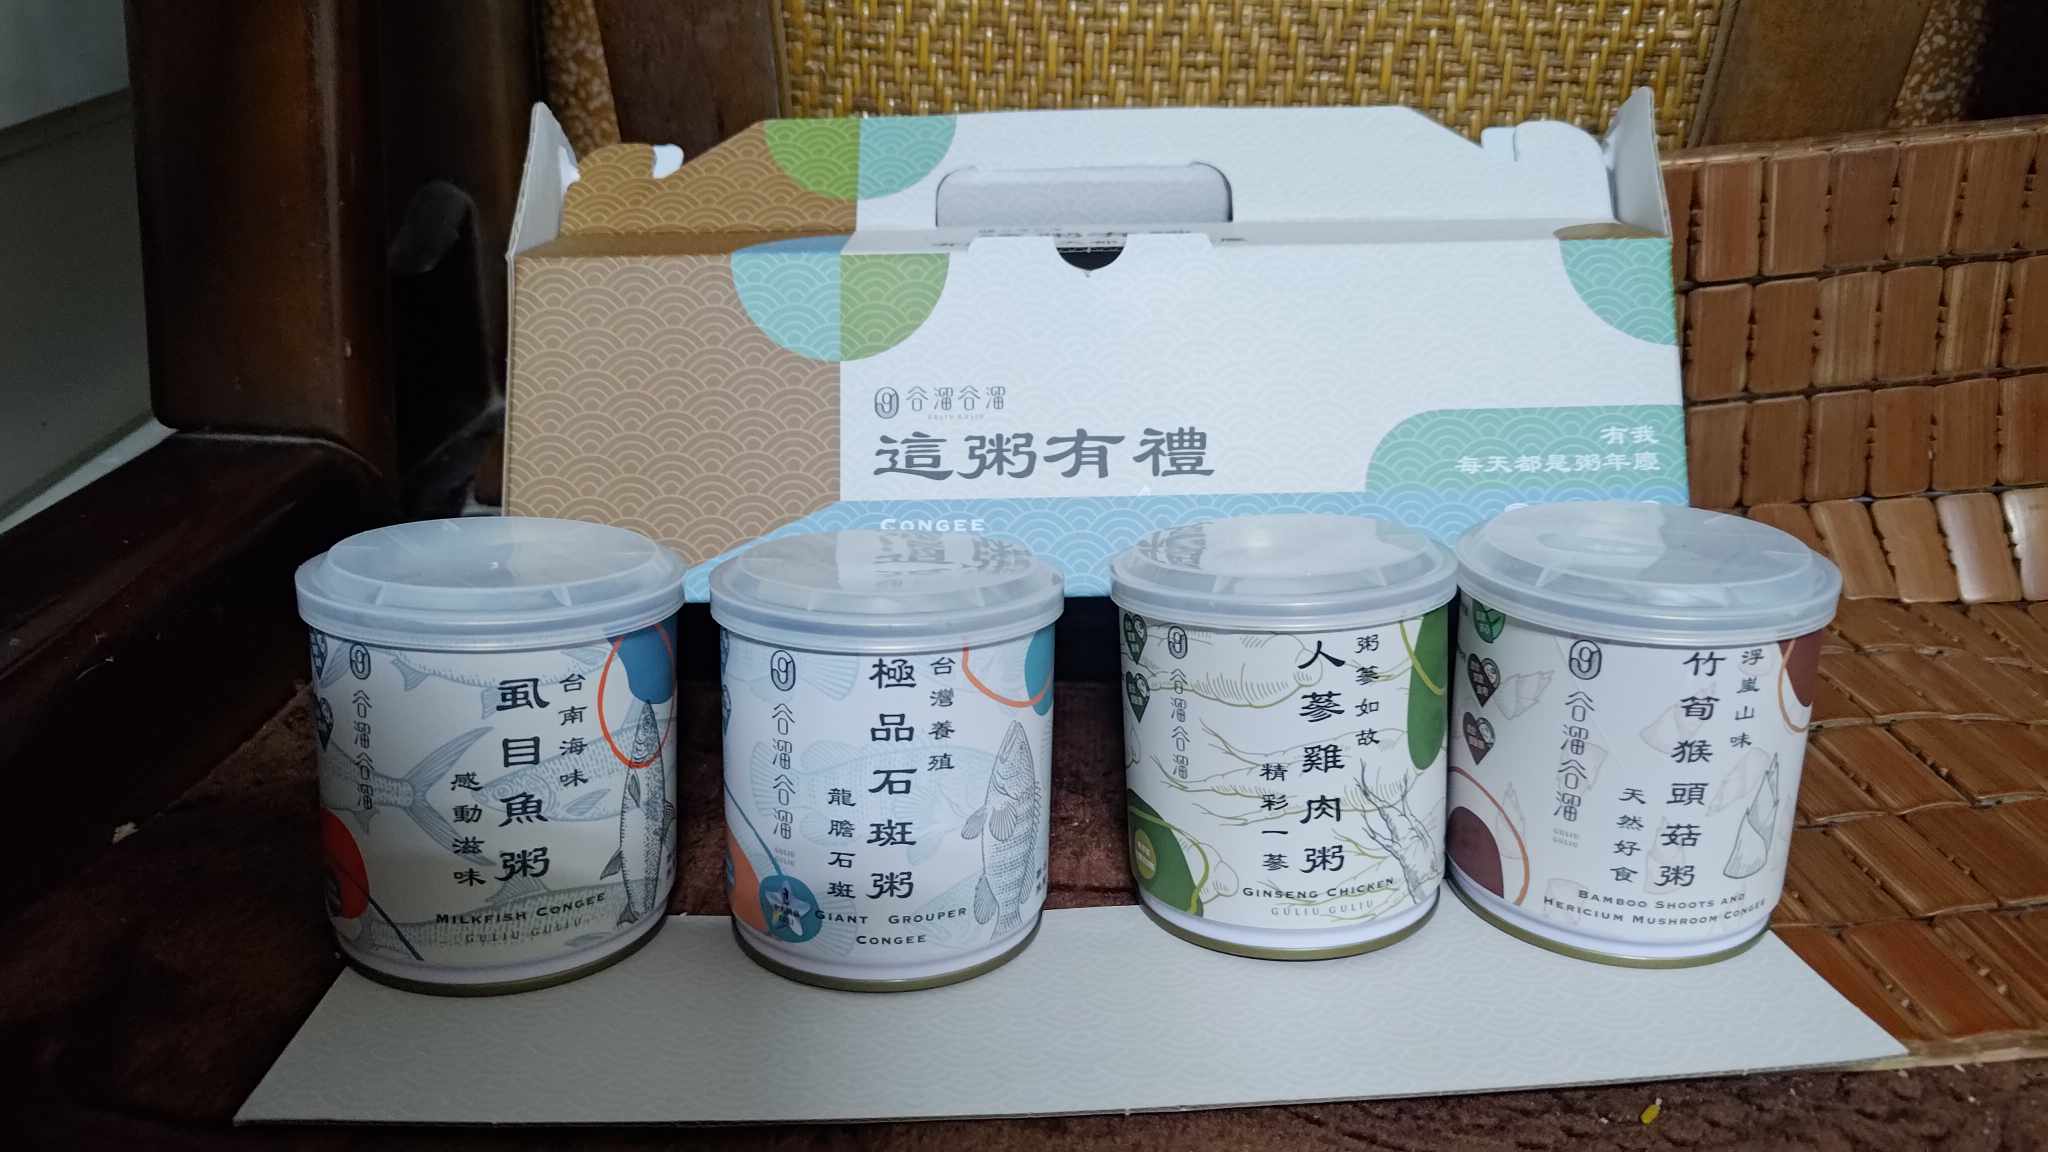 谷溜谷溜
GULIU GULIU
這粥有禮
有我
每天都是粥年慶
CONGEE
谷溜谷溜
台南海味
虱目魚粥
感動滋味
MILKFISH CONGEE
GULIU GULIU
谷溜谷溜
GULIU
GULIU
台灣養殖
極品石斑粥
龍膽石斑
GIANT GROUPER
CONGEE
谷溜谷溜
粥蔘如故
人蔘雞肉粥
精彩一蔘
GINSENG CHICKEN
GULIU GULIU
谷溜谷溜
GULIU
GULIU
浮嵐山味
竹筍猴頭菇粥
天然好食
BAMBOO SHOOTS AND
HERICIUM MUSHROOM CONGEE